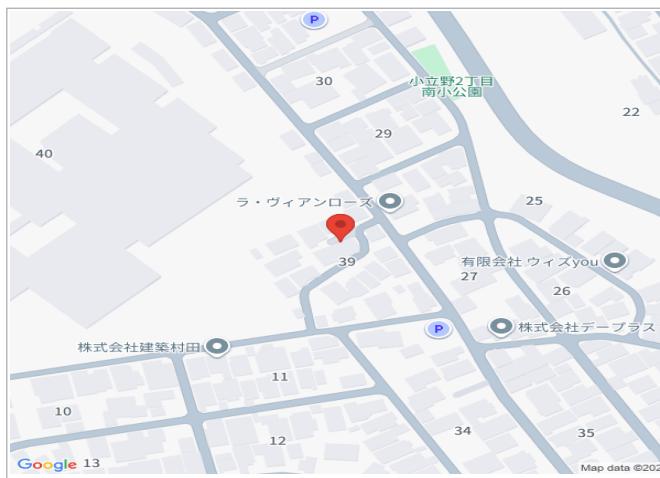 P
30
小立野2丁目
南小公園
22
29
40
ラ・ヴィアンローズ
25
39
有限会社 ウィズyou
27
26
P
株式会社デープラス
株式会社建築村田
11
10
34
35
12
Google
13
Map data ©202